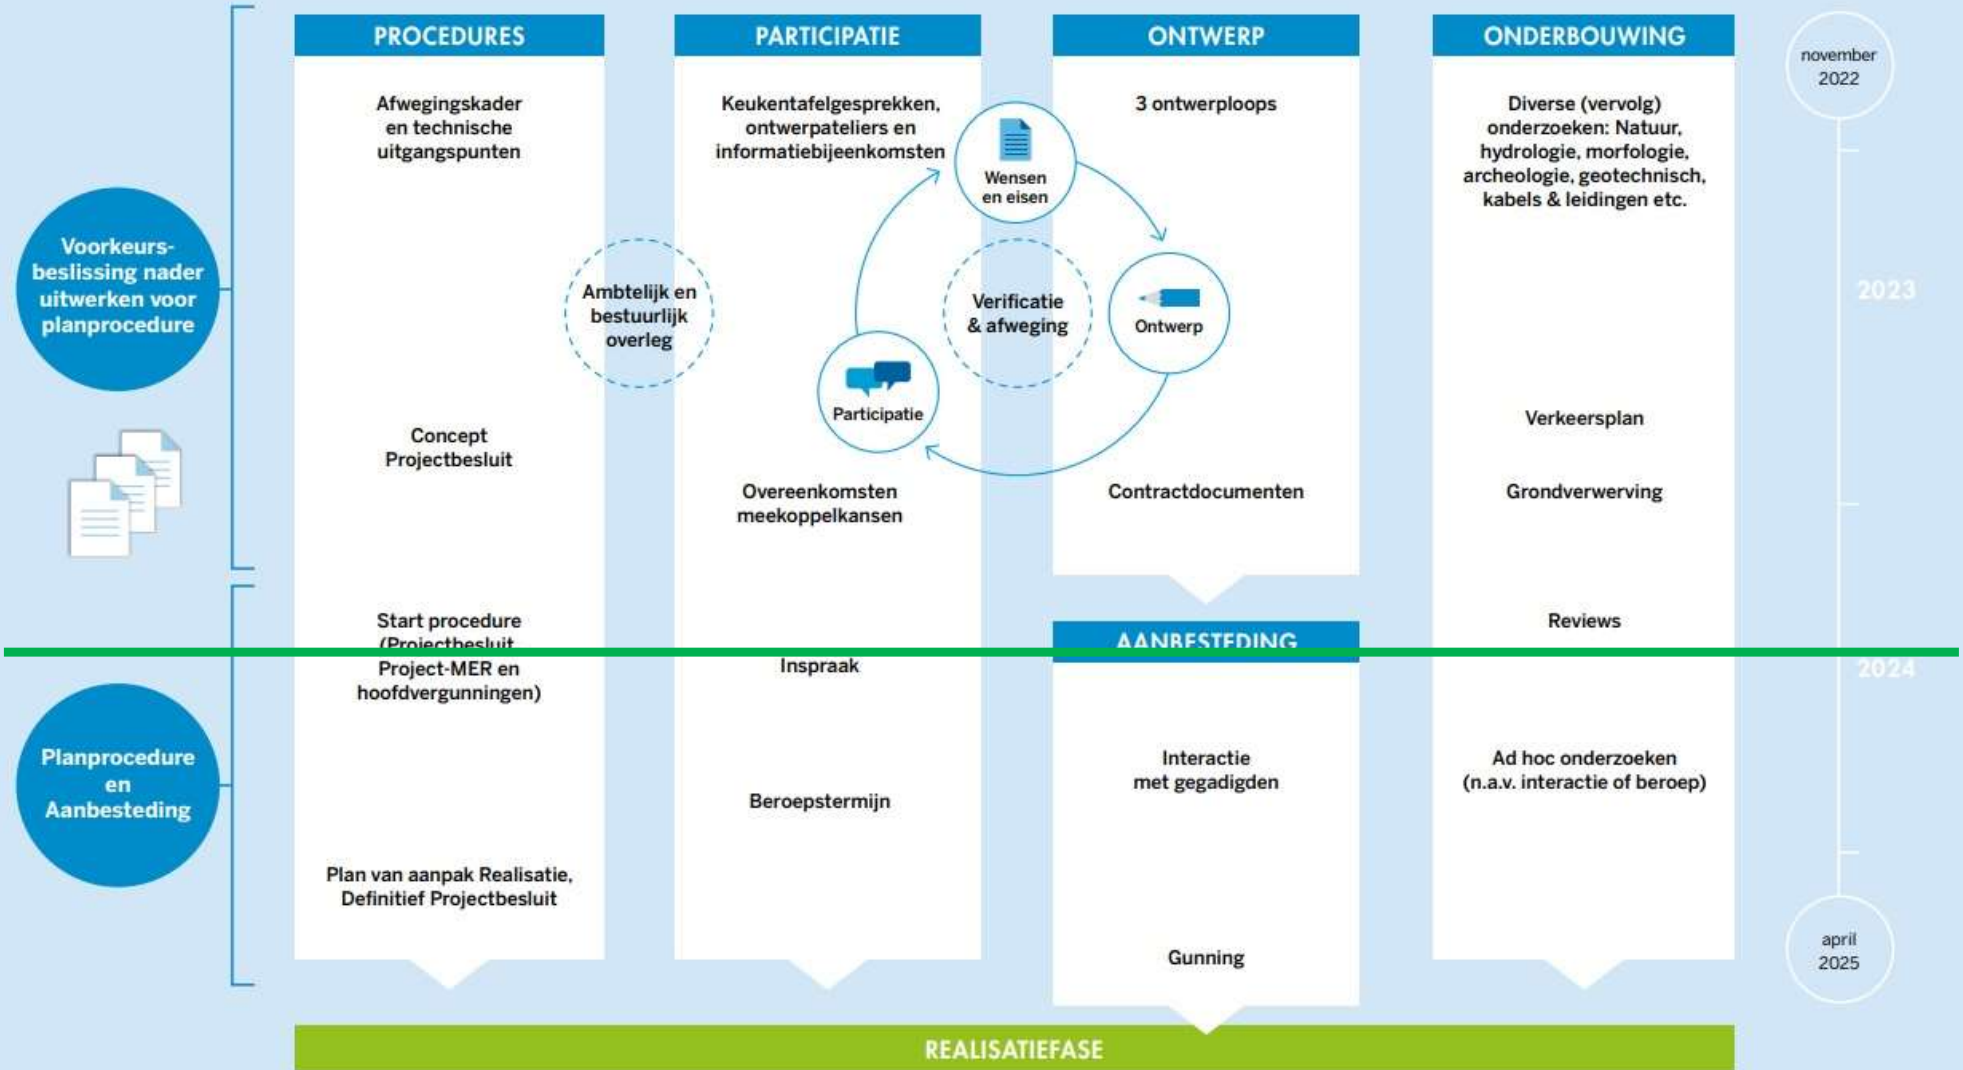 PROCEDURES
PARTICIPATIE
ONTWERP
ONDERBOUWING
november
2022
Afwegingskader
en technische
uitgangspunten
Keukentafelgesprekken,
ontwerpateliers en
informatiebijeenkomsten
Wensen
en eisen
3 ontwerploops
Diverse (vervolg)
onderzoeken: Natuur,
hydrologie, morfologie,
archeologie, geotechnisch,
kabels & leidingen etc.
Voorkeurs-
beslissing nader
uitwerken voor
planprocedure
Ambtelijk en
bestuurlijk
overleg
Verificatie
& afweging
Ontwerp
2023
Participatie
Verkeersplan
Concept
Projectbesluit
Overeenkomsten
meekoppelkansen
Contractdocumenten
Grondverwerving
Start procedure
(Projectbesluit
Project-MER en
hoofdvergunningen)
Inspraak
AANBESTEDING
Reviews
2024
Planprocedure
en
Aanbesteding
Beroepstermijn
Interactie
met gegadigden
Ad hoc onderzoeken
(n.a.v. interactie of beroep)
Plan van aanpak Realisatie,
Definitief Projectbesluit
Gunning
april
2025
REALISATIEFASE